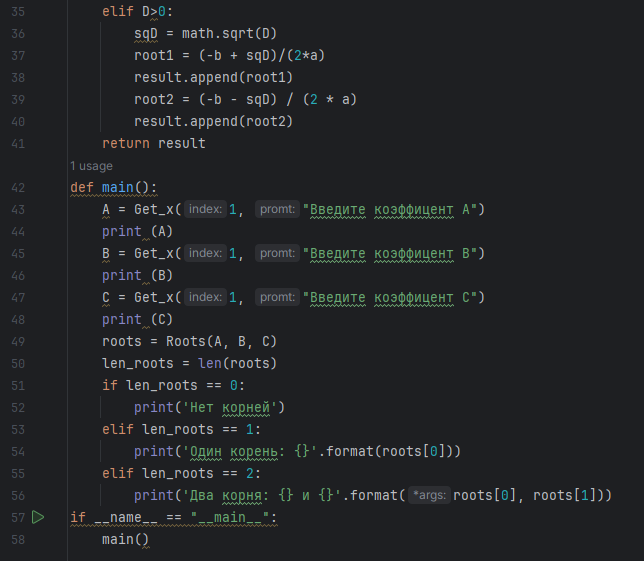 35 elif D>0:
36 sqD = math.sqrt(D)
37 root1 = (-b + sqD)/(2*a)
38 result.append(root1)
39 root2 = (-b - sqD) / (2 * a)
40 result.append(root2)
41 return result
1 usage
42 def main():
43 A = Get_x( index: 1, promt: "Введите коэффицент A")
44 print (A)
45 B = Get_x( index: 1, promt: "Введите коэффицент B")
46 print (B)
47 C = Get_x( index: 1, promt: "Введите коэффицент C")
48 print (C)
49 roots = Roots(A, B, C)
50 len_roots = len(roots)
51 if len_roots == 0:
52 print('Нет корней')
53 elif len_roots == 1:
54 print('Один корень: {}'.format(roots[0]))
55 elif len_roots == 2:
56 print('Два корня: {} и {}'.format( *args: roots[0], roots[1]))
57 if __name__ == "__main__":
58 main()